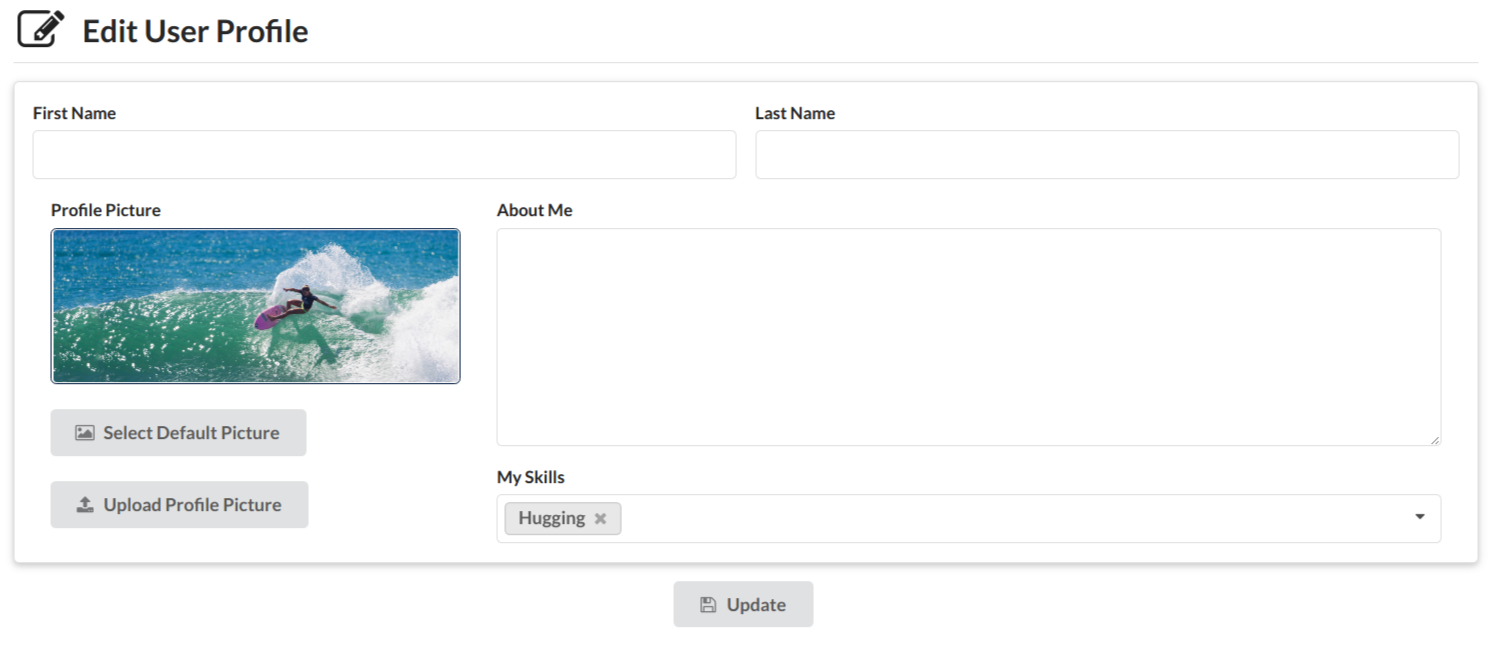 Edit User Profile
First Name
Last Name
Profile Picture
About Me
Select Default Picture
My Skills
Upload Profile Picture
Hugging
Update